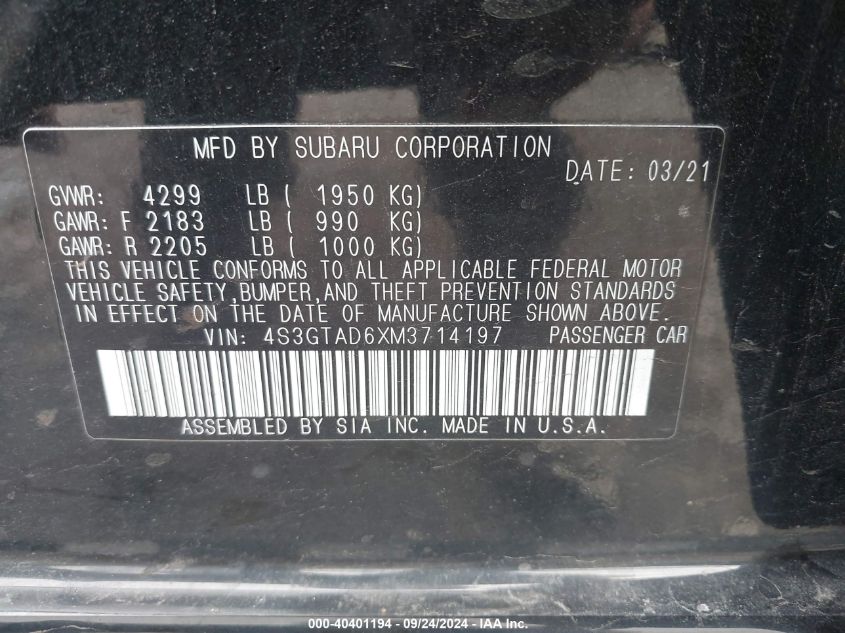 MFD BY SUBARU CORPORATION
DATE: 03/21
GVWR: 4299 LB ( 1950 KG)
GAWR: F 2183 LB ( 990 KG)
GAWR: R 2205 LB ( 1000 KG)
THIS VEHICLE CONFORMS TO ALL APPLICABLE FEDERAL MOTOR
VEHICLE SAFETY,BUMPER,AND THEFT PREVENTION STANDARDS
IN EFFECT ON THE DATE OF MANUFACTURE SHOWN ABOVE.
VIN: 4S3GTAD6XM3714197 PASSENGER CAR
ASSEMBLED BY SIA INC. MADE IN U.S.A.
000-40401194 - 09/24/2024 - IAA Inc.